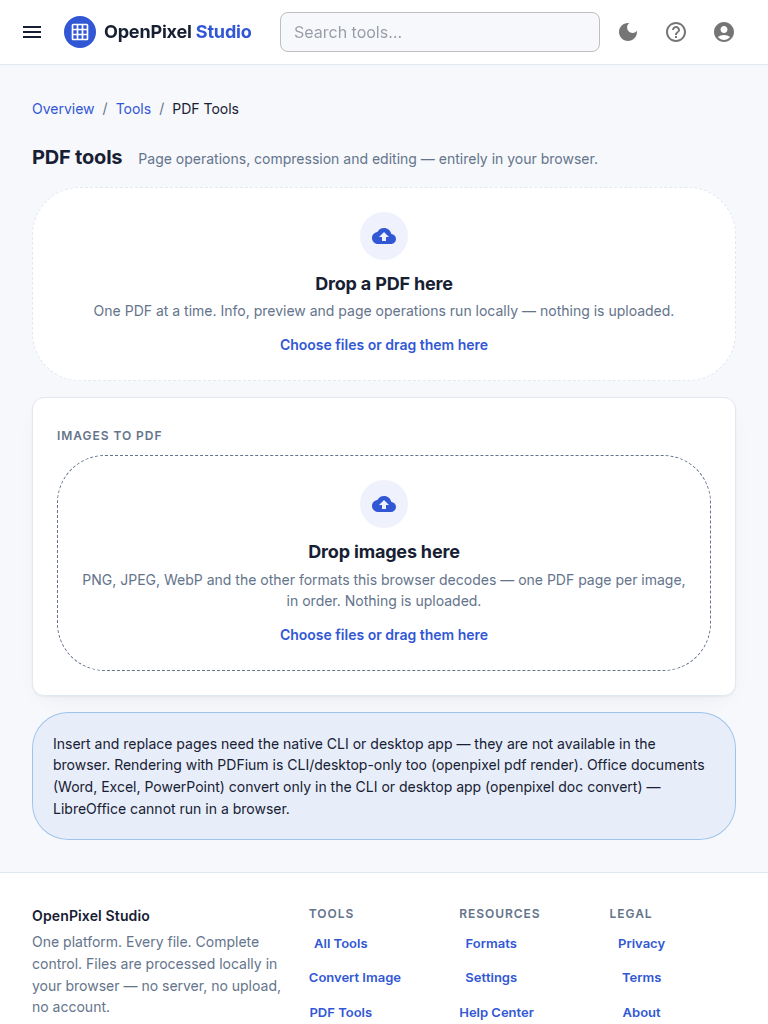 OpenPixel Studio
Search tools...
Overview / Tools / PDF Tools
PDF tools
Page operations, compression and editing — entirely in your browser.
Drop a PDF here
One PDF at a time. Info, preview and page operations run locally — nothing is uploaded.
Choose files or drag them here
IMAGES TO PDF
Drop images here
PNG, JPEG, WebP and the other formats this browser decodes — one PDF page per image,
in order. Nothing is uploaded.
Choose files or drag them here
Insert and replace pages need the native CLI or desktop app — they are not available in the
browser. Rendering with PDFium is CLI/desktop-only too (openpixel pdf render). Office documents
(Word, Excel, PowerPoint) convert only in the CLI or desktop app (openpixel doc convert) —
LibreOffice cannot run in a browser.
OpenPixel Studio
One platform. Every file. Complete
control. Files are processed locally in
your browser — no server, no upload,
no account.
TOOLS
All Tools
Convert Image
PDF Tools
RESOURCES
Formats
Settings
Help Center
LEGAL
Privacy
Terms
About